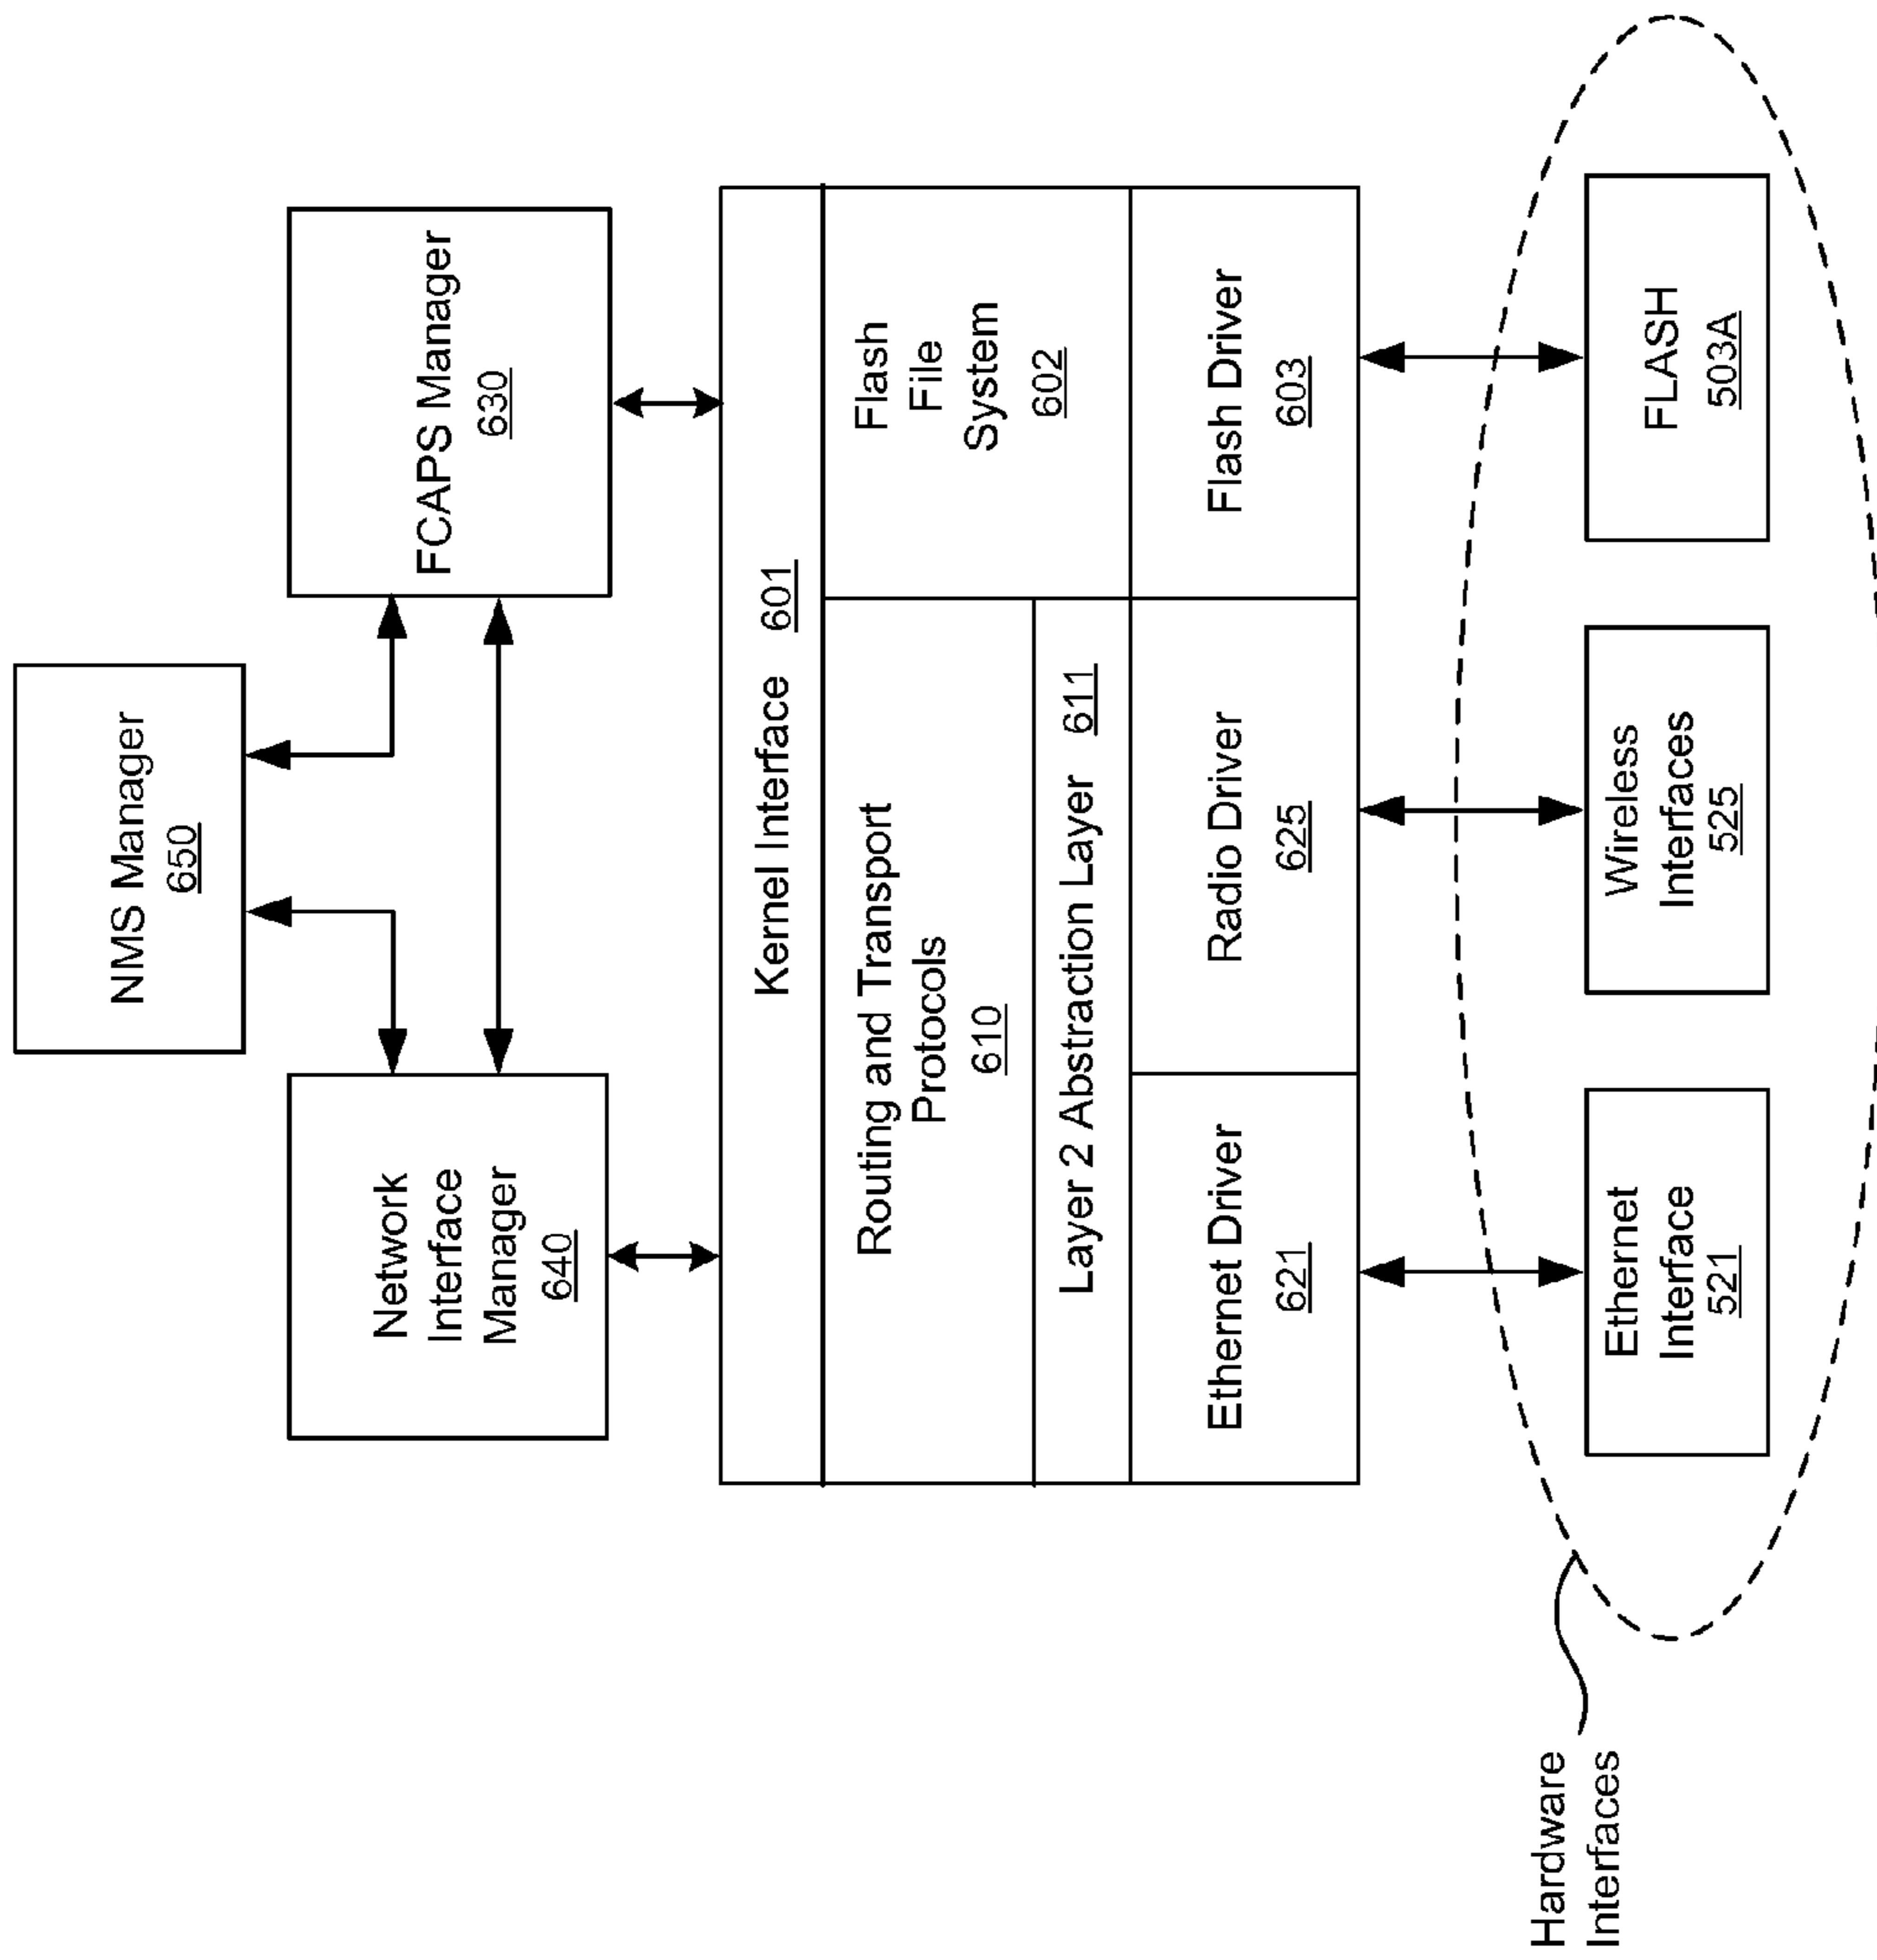 NMS Manager
650
Network
Interface
Manager
640
FCAPS Manager
630
Kernel Interface 601
Routing and Transport
Protocols
610
Flash
File
System
602
Layer 2 Abstraction Layer 611
Ethernet Driver
621
Radio Driver
625
Flash Driver
603
Ethernet
Interface
521
Wireless
Interfaces
525
FLASH
503A
Hardware
Interfaces